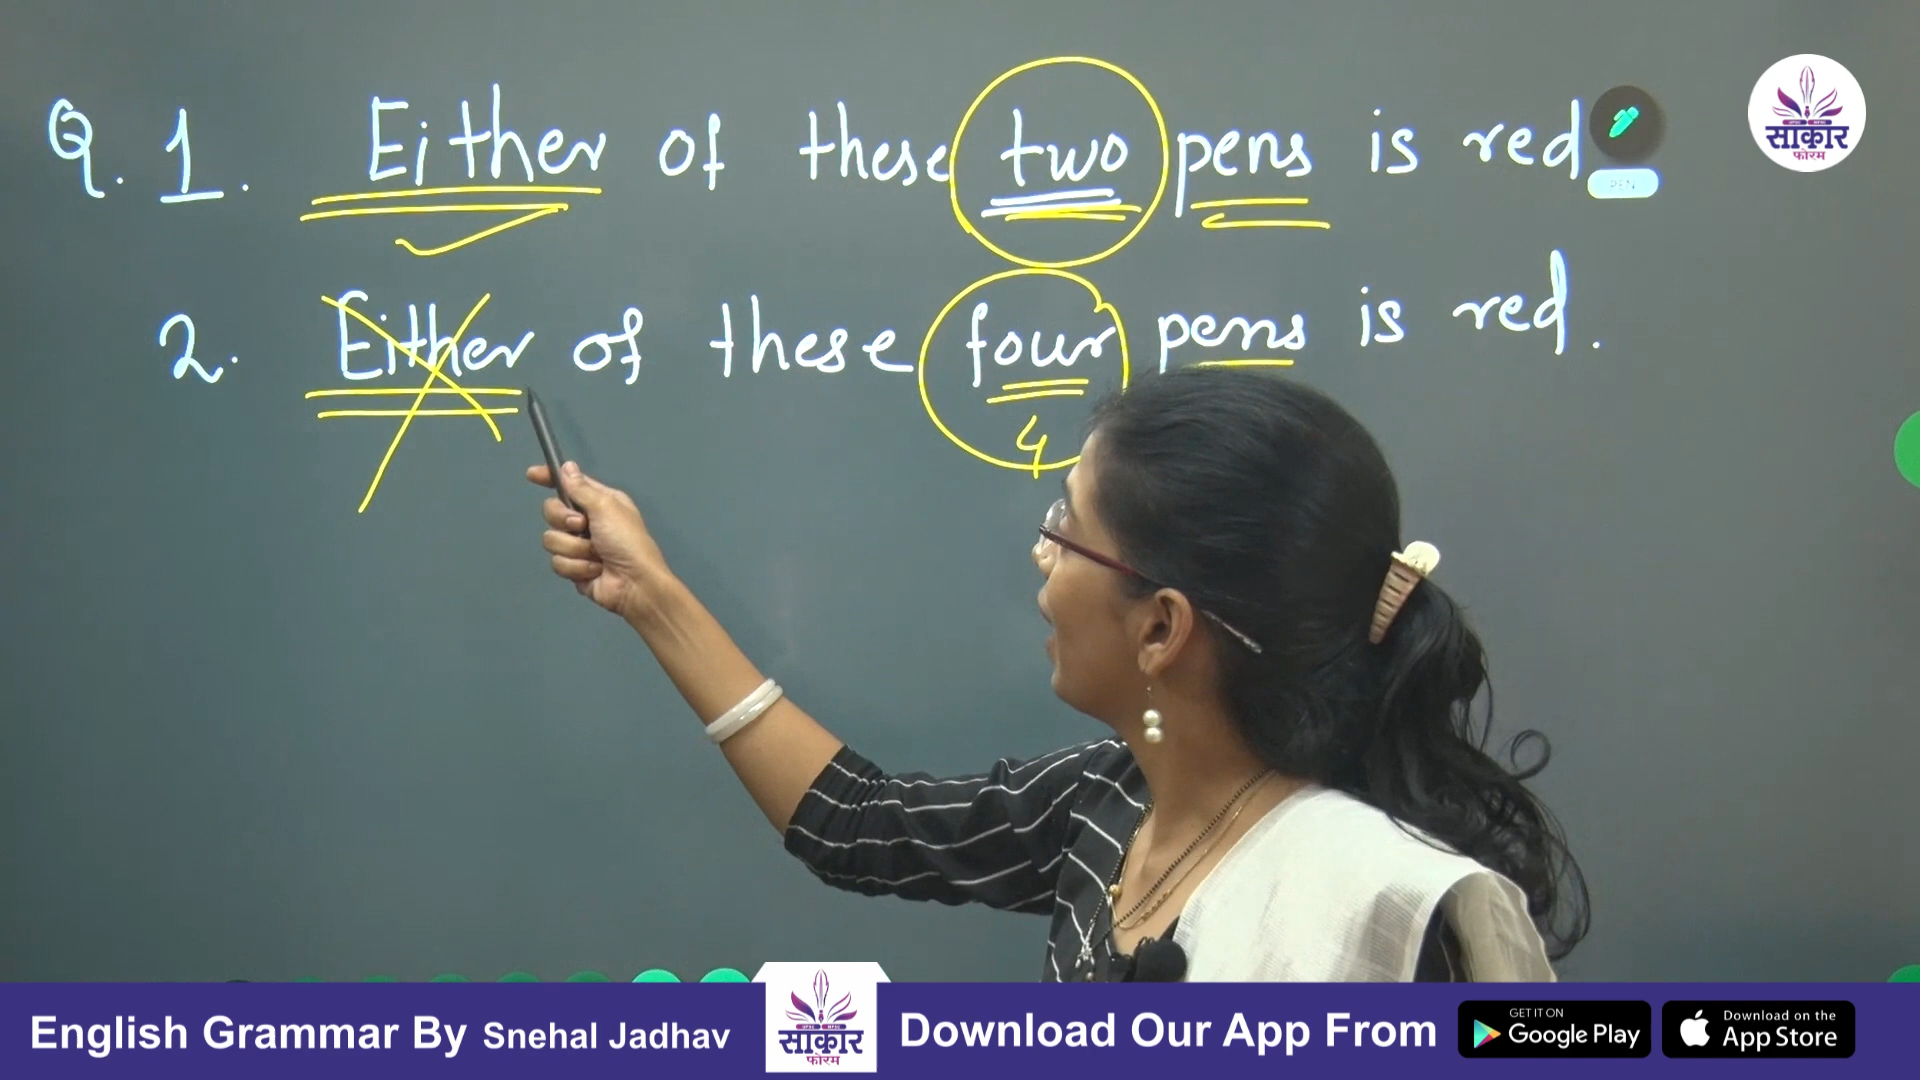 Q. 1. Either of these two pens is red
PEN
साकार
फोरम
2. Either of these four pens is red.
4
English Grammar By Snehal Jadhav
साकार
फोरम
Download Our App From
GET IT ON
Google Play
Download on the
App Store